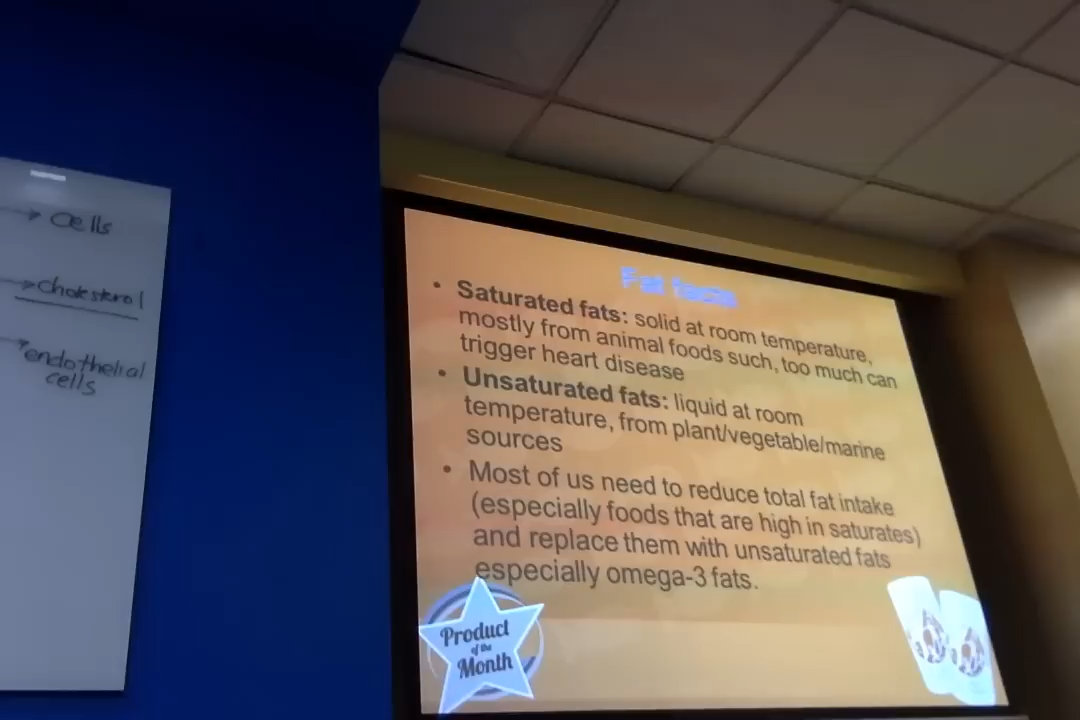 cells
cholesterol
endothelial
cells
Fat facts
• Saturated fats: solid at room temperature,
mostly from animal foods such, too much can
trigger heart disease
• Unsaturated fats: liquid at room
temperature, from plant/vegetable/marine
sources
• Most of us need to reduce total fat intake
(especially foods that are high in saturates)
and replace them with unsaturated fats
especially omega-3 fats.
Product
of the
Month